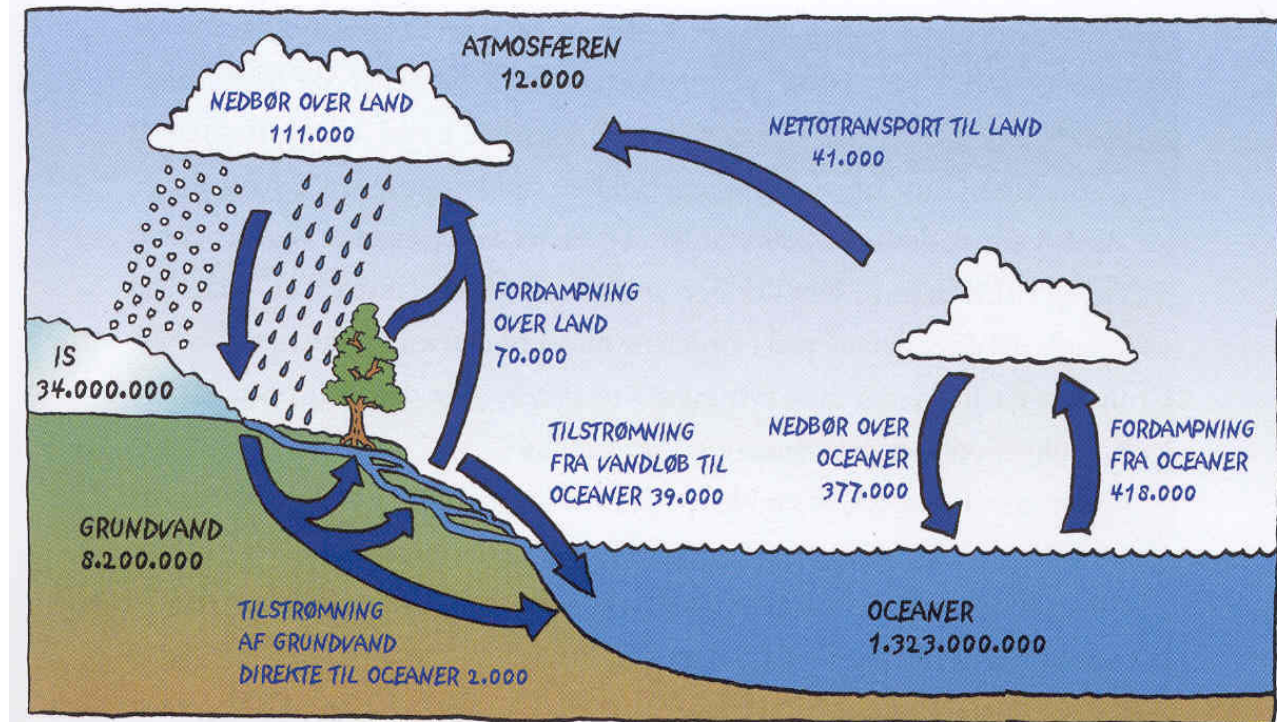 ATMOSFÆREN
12.000
NEDBØR OVER LAND
111.000
NETTOTRANSPORT TIL LAND
41.000
FORDAMPNING
OVER LAND
70.000
IS
34.000.000
TILSTRØMNING
FRA VANDLØB TIL
OCEANER 39.000
NEDBØR OVER
OCEANER
377.000
FORDAMPNING
FRA OCEANER
418.000
GRUNDVAND
8.200.000
TILSTRØMNING
AF GRUNDVAND
DIREKTE TIL OCEANER 2.000
OCEANER
1.323.000.000